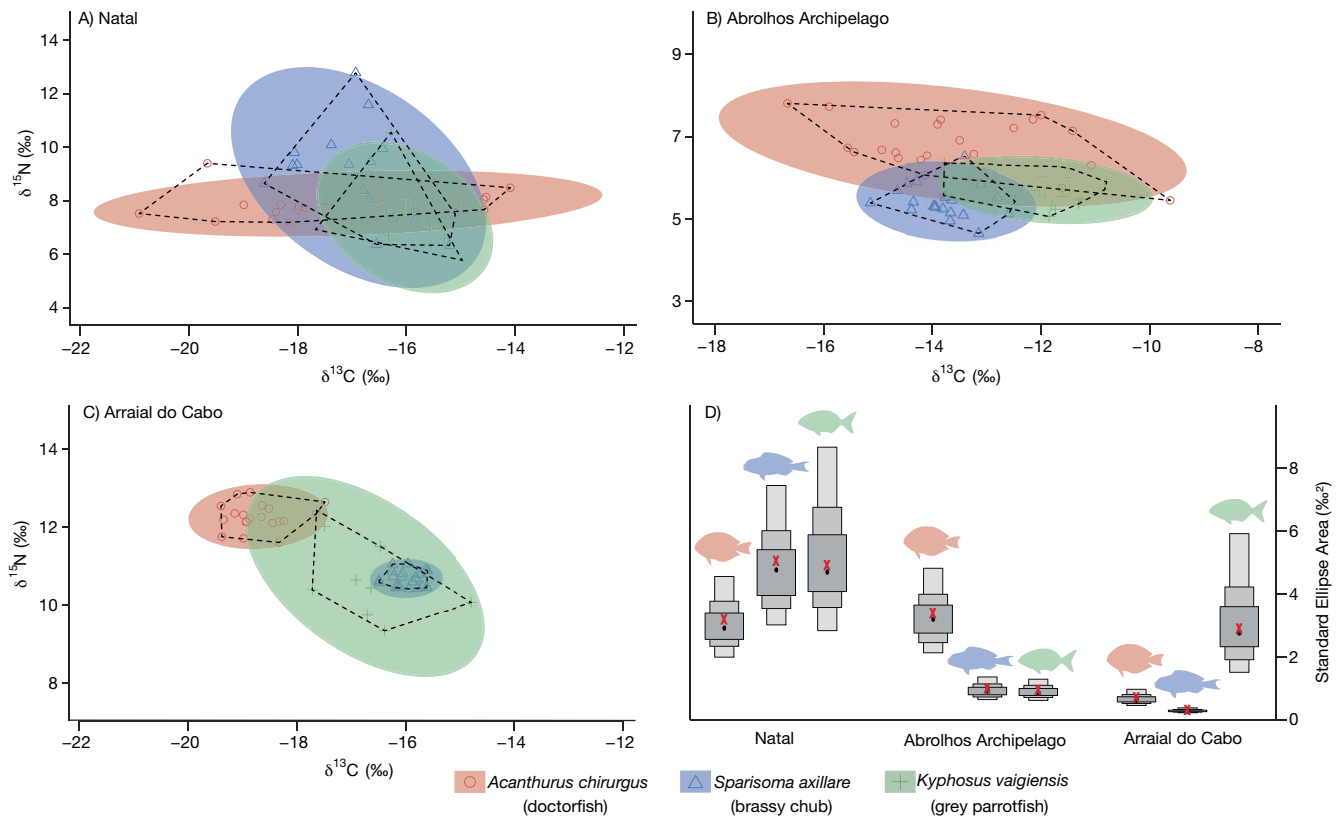 A) Natal
14
12
10
8
6
4
δ15N (‰)
−22 −20 −18 −16 −14 −12
δ13C (‰)
B) Abrolhos Archipelago
9
7
5
3
−18 −16 −14 −12 −10 −8
δ13C (‰)
C) Arraial do Cabo
14
12
10
8
δ15N (‰)
−22 −20 −18 −16 −14 −12
δ13C (‰)
D)
8
6
4
2
0
Standard Ellipse Area (‰²)
Natal Abrolhos Archipelago Arraial do Cabo
Acanthurus chirurgus Sparisoma axillare Kyphosus vaigiensis
(doctorfish) (brassy chub) (grey parrotfish)